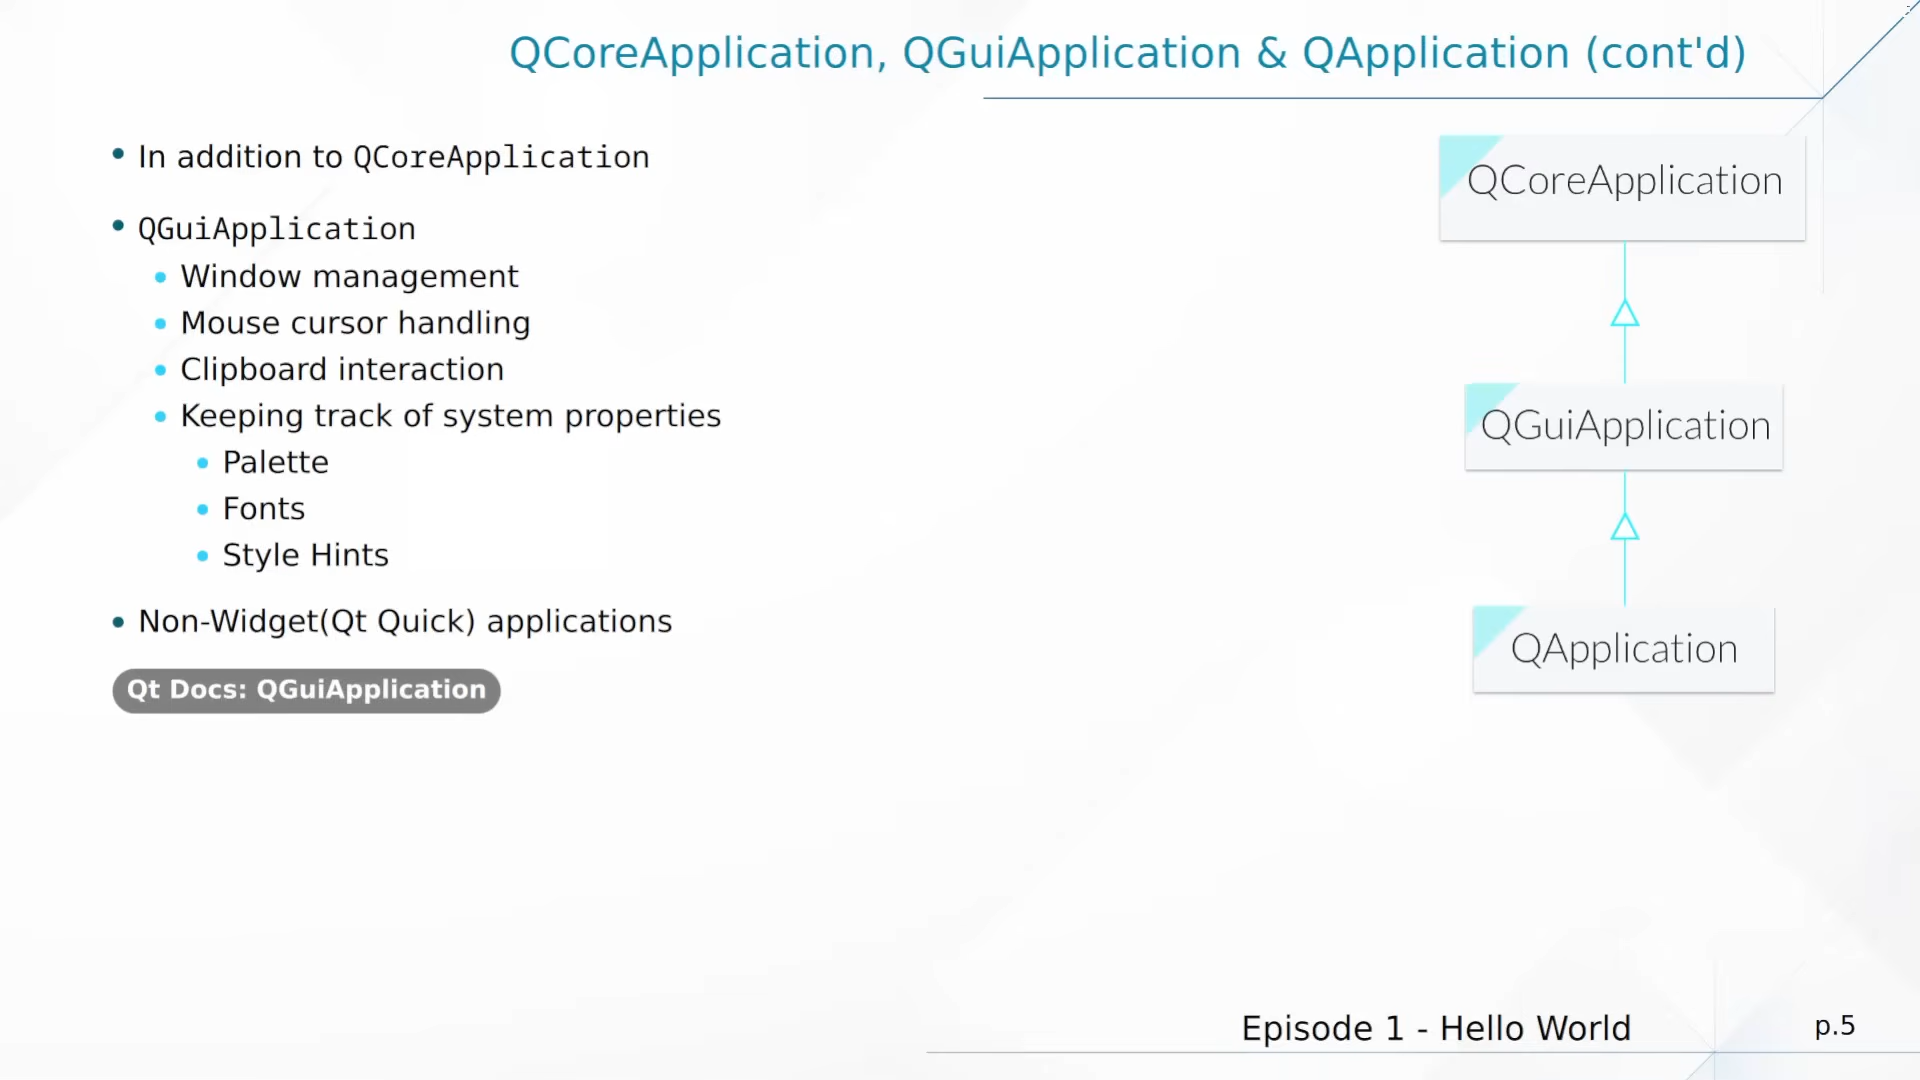 QCoreApplication, QGuiApplication & QApplication (cont'd)
In addition to QCoreApplication
QGuiApplication
Window management
Mouse cursor handling
Clipboard interaction
Keeping track of system properties
Palette
Fonts
Style Hints
Non-Widget(Qt Quick) applications
Qt Docs: QGuiApplication
QCoreApplication
QGuiApplication
QApplication
Episode 1 - Hello World
p.5